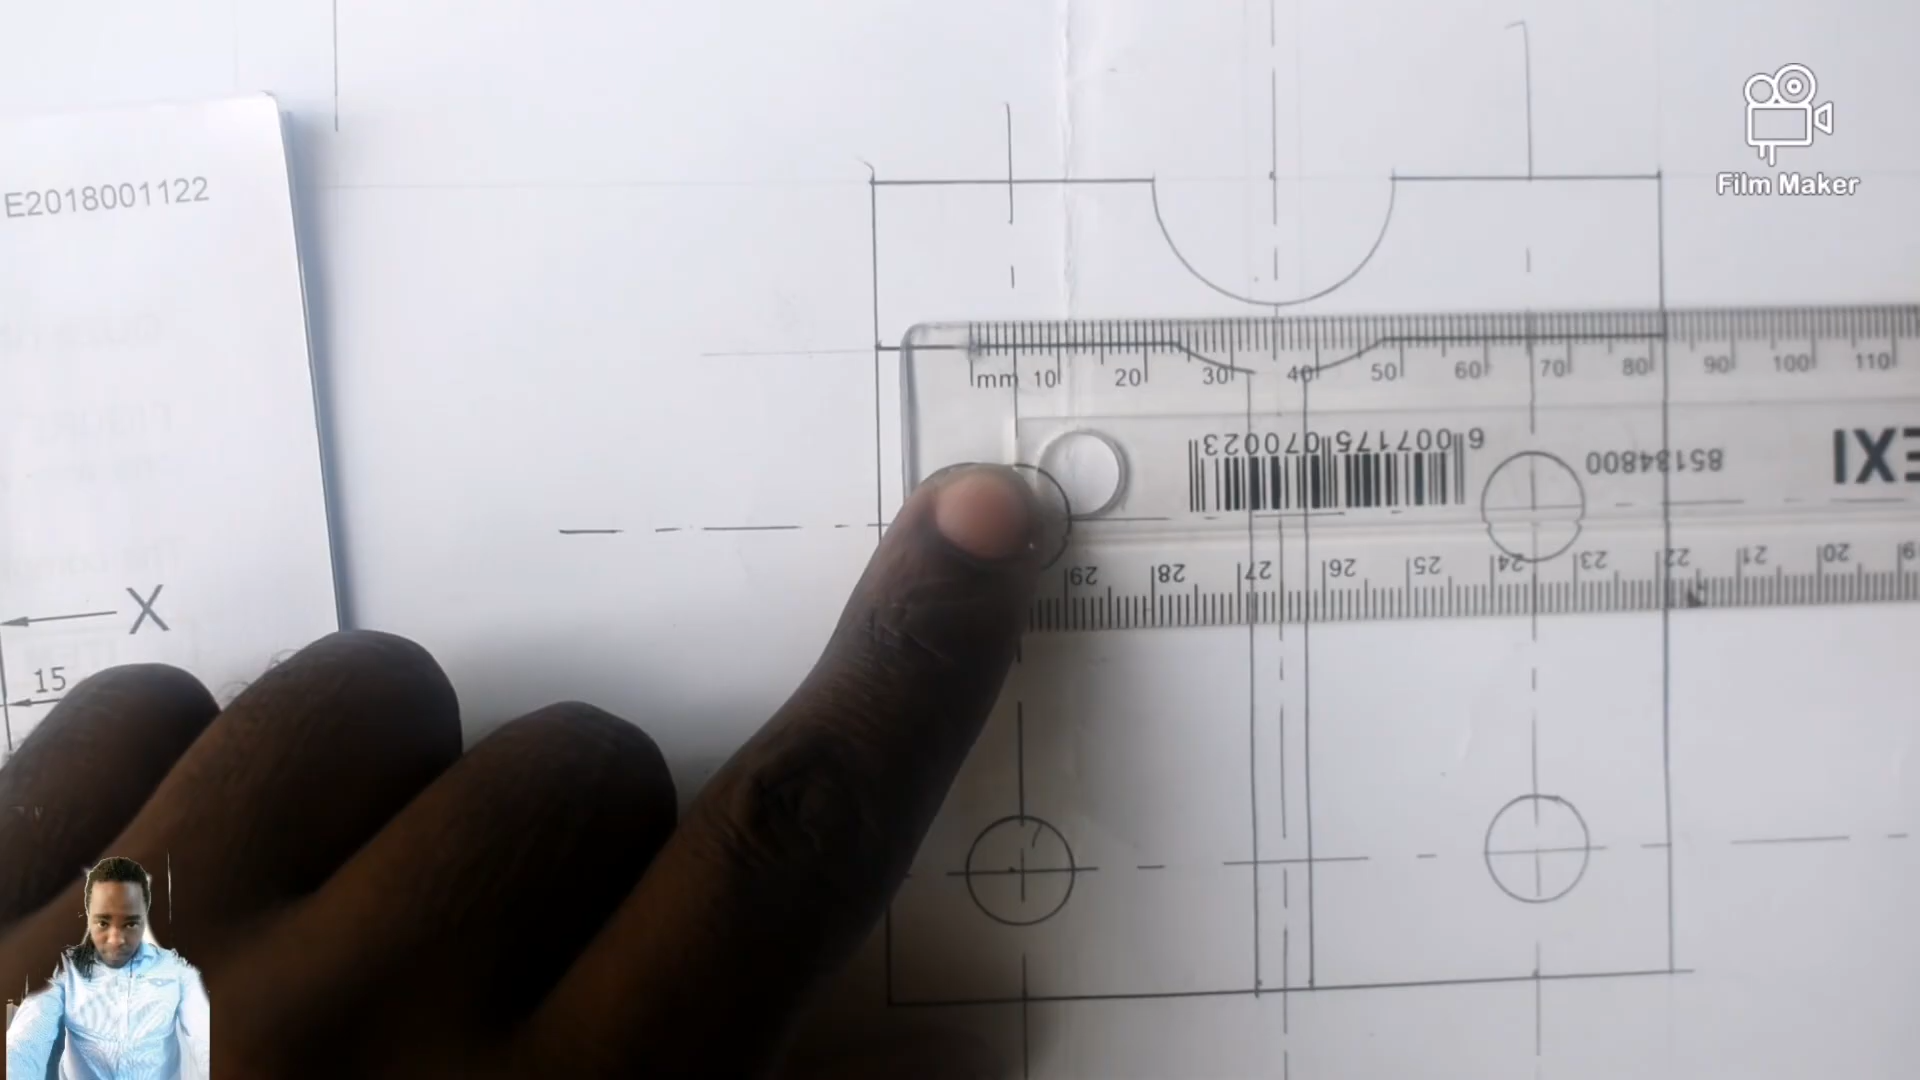 Film Maker
E2018001122
mm 10 20 30 40 50 60 70 80 90 100 110
6 007175 070023
85134800
X
29 28 27 26 25 24 23 22 21 20
15